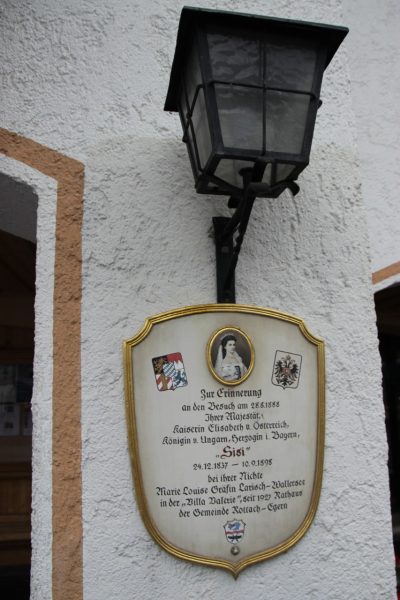 Zur Erinnerung
an den Besuch am 28.8.1888
Ihrer Majestät,
Kaiserin Elisabeth v. Österreich,
Königin v. Ungarn, Herzogin i. Bayern,
„Sisi"
24.12.1837 – 10.9.1898
bei ihrer Nichte
Marie Louise Gräfin Larisch-Wallersee
in der „Villa Valerie", seit 1927 Rathaus
der Gemeinde Rottach-Egern